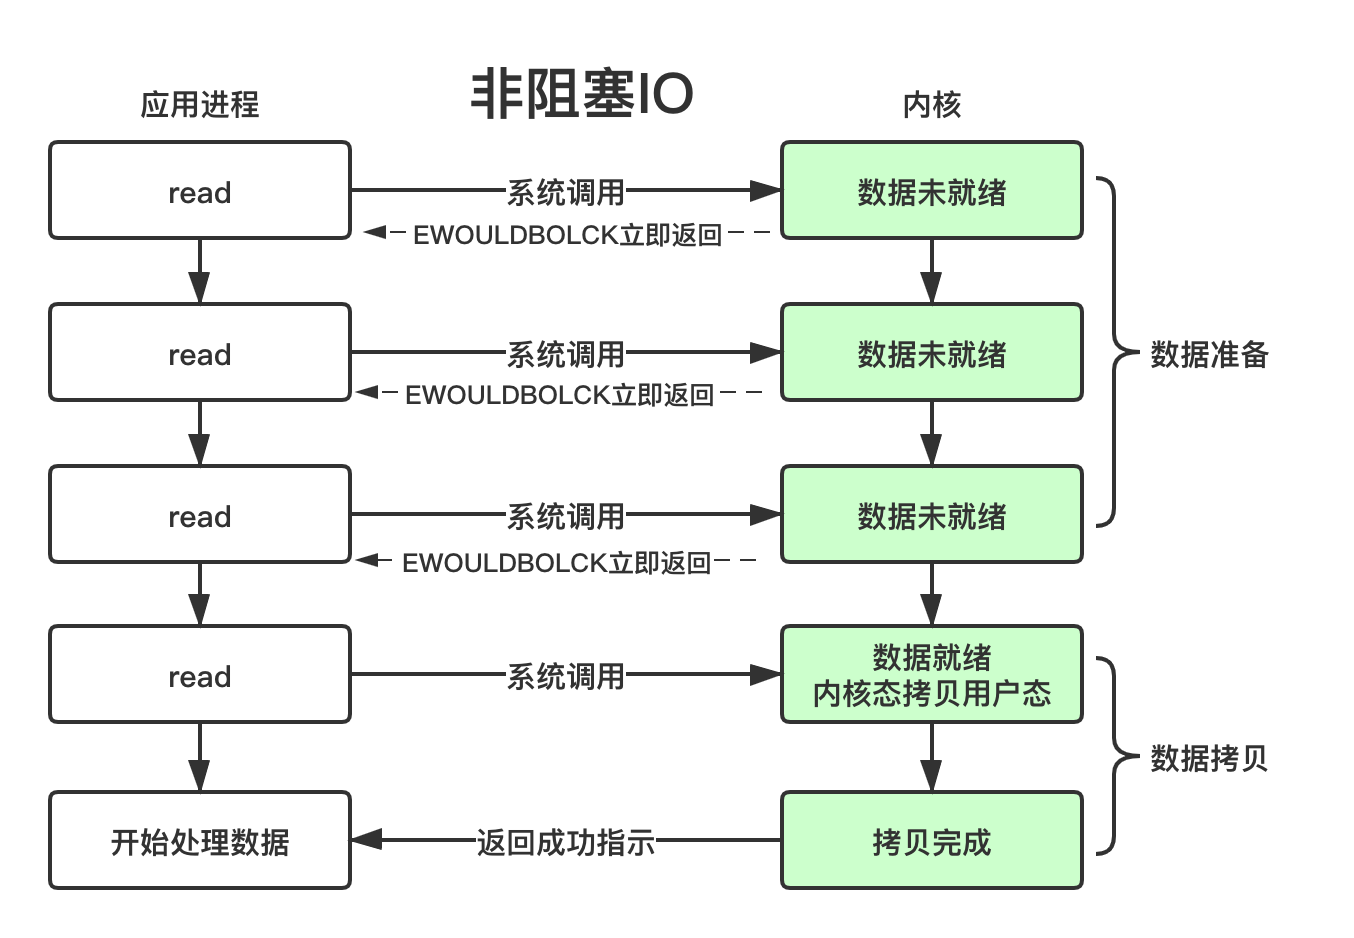 非阻塞IO
应用进程
内核
read
系统调用
数据未就绪
EWOULDBOLCK立即返回
read
系统调用
数据未就绪
数据准备
EWOULDBOLCK立即返回
read
系统调用
数据未就绪
EWOULDBOLCK立即返回
read
系统调用
数据就绪
内核态拷贝用户态
数据拷贝
开始处理数据
返回成功指示
拷贝完成